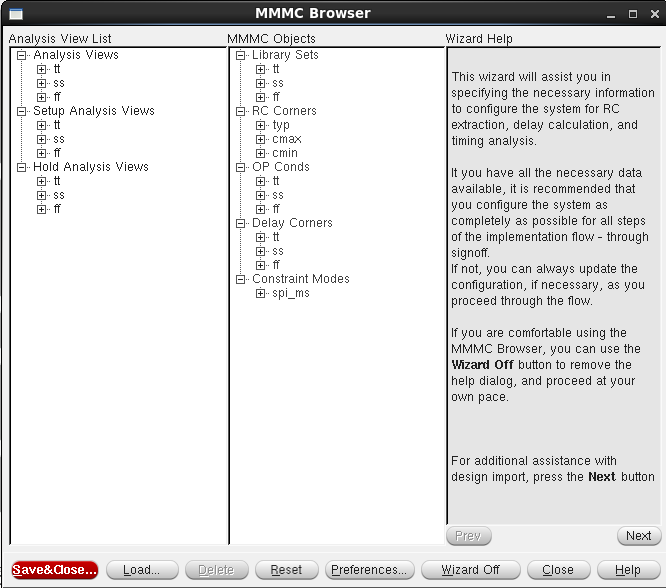 MMMC Browser
Analysis View List
Analysis Views
tt
ss
ff
Setup Analysis Views
tt
ss
ff
Hold Analysis Views
tt
ss
ff
MMMC Objects
Library Sets
tt
ss
ff
RC Corners
typ
cmax
cmin
OP Conds
tt
ss
ff
Delay Corners
tt
ss
ff
Constraint Modes
spi_ms
Wizard Help
This wizard will assist you in
specifying the necessary information
to configure the system for RC
extraction, delay calculation, and
timing analysis.
It you have all the necessary data
available, it is recommended that
you configure the system as
completely as possible for all steps
of the implementation flow - through
signoff.
If not, you can always update the
configuration, if necessary, as you
proceed through the flow.
If you are comfortable using the
MMMC Browser, you can use the
Wizard Off button to remove the
help dialog, and proceed at your
own pace.
For additional assistance with
design import, press the Next button
Prev
Next
Save&Close...
Load...
Delete
Reset
Preferences...
Wizard Off
Close
Help